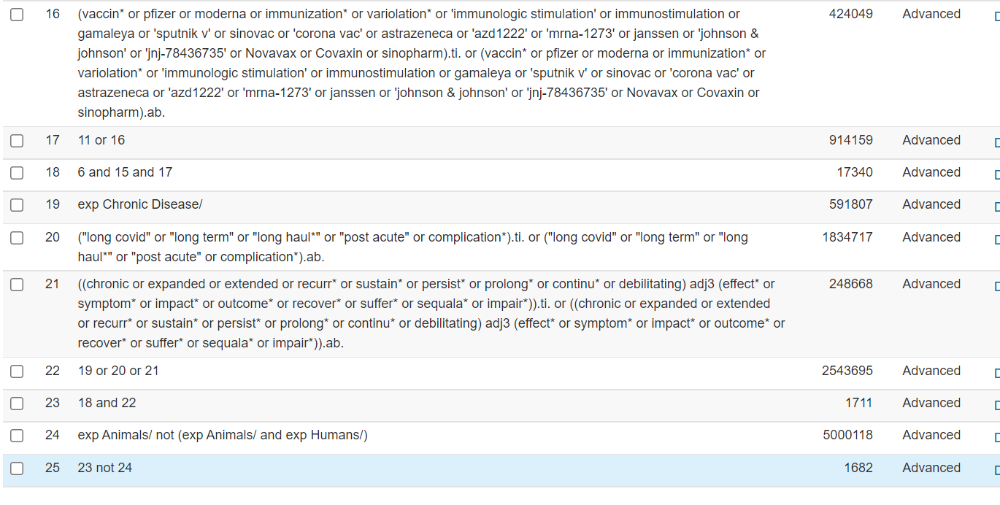 16 (vaccin* or pfizer or moderna or immunization* or variolation* or 'immunologic stimulation' or immunostimulation or 424049 Advanced
gamaleya or 'sputnik v' or sinovac or 'corona vac' or astrazeneca or 'azd1222' or 'mrna-1273' or janssen or 'johnson &
johnson' or 'jnj-78436735' or Novavax or Covaxin or sinopharm).ti. or (vaccin* or pfizer or moderna or immunization* or
variolation* or 'immunologic stimulation' or immunostimulation or gamaleya or 'sputnik v' or sinovac or 'corona vac' or
astrazeneca or 'azd1222' or 'mrna-1273' or janssen or 'johnson & johnson' or 'jnj-78436735' or Novavax or Covaxin or
sinopharm).ab.
17 11 or 16 914159 Advanced
18 6 and 15 and 17 17340 Advanced
19 exp Chronic Disease/ 591807 Advanced
20 ("long covid" or "long term" or "long haul*" or "post acute" or complication*).ti. or ("long covid" or "long term" or "long 1834717 Advanced
haul*" or "post acute" or complication*).ab.
21 ((chronic or expanded or extended or recurr* or sustain* or persist* or prolong* or continu* or debilitating) adj3 (effect* or 248668 Advanced
symptom* or impact* or outcome* or recover* or suffer* or sequala* or impair*)).ti. or ((chronic or expanded or extended
or recurr* or sustain* or persist* or prolong* or continu* or debilitating) adj3 (effect* or symptom* or impact* or outcome* or
recover* or suffer* or sequala* or impair*)).ab.
22 19 or 20 or 21 2543695 Advanced
23 18 and 22 1711 Advanced
24 exp Animals/ not (exp Animals/ and exp Humans/) 5000118 Advanced
25 23 not 24 1682 Advanced